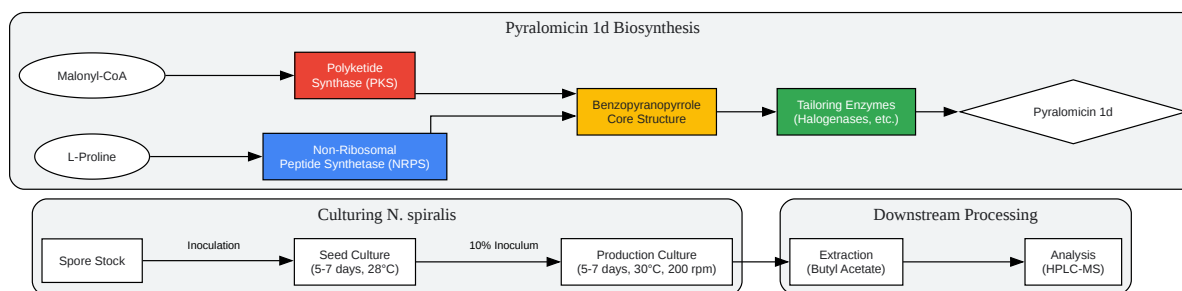 Pyralomicin 1d Biosynthesis
Malonyl-CoA
Polyketide
Synthase (PKS)
L-Proline
Non-Ribosomal
Peptide Synthetase (NRPS)
Benzopyranopyrrole
Core Structure
Tailoring Enzymes
(Halogenases, etc.)
Pyralomicin 1d
Culturing N. spiralis
Spore Stock
Inoculation
Seed Culture
(5-7 days, 28°C)
10% Inoculum
Production Culture
(5-7 days, 30°C, 200 rpm)
Downstream Processing
Extraction
(Butyl Acetate)
Analysis
(HPLC-MS)